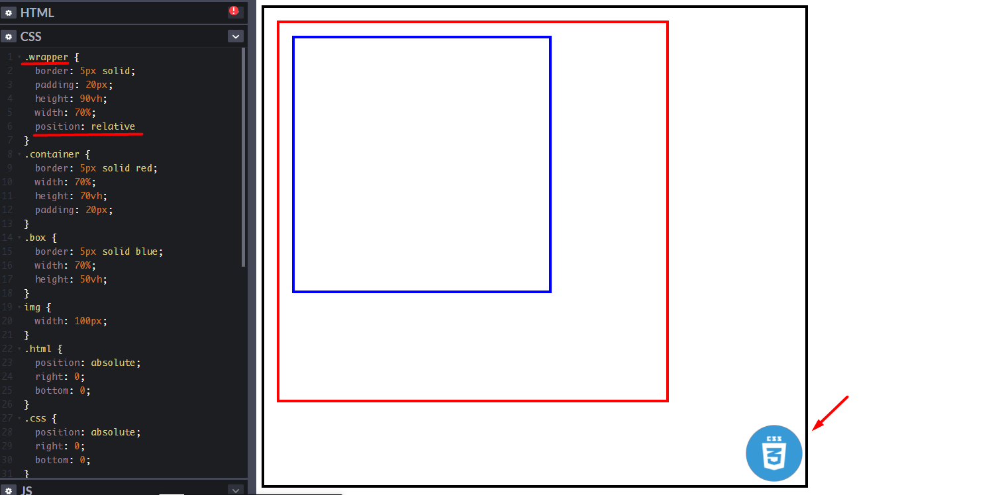 HTML
CSS
1 .wrapper {
2 border: 5px solid;
3 padding: 20px;
4 height: 90vh;
5 width: 70%;
6 position: relative
7 }
8 .container {
9 border: 5px solid red;
10 width: 70%;
11 height: 70vh;
12 padding: 20px;
13 }
14 .box {
15 border: 5px solid blue;
16 width: 70%;
17 height: 50vh;
18 }
19 img {
20 width: 100px;
21 }
22 .html {
23 position: absolute;
24 right: 0;
25 bottom: 0;
26 }
27 .css {
28 position: absolute;
29 right: 0;
30 bottom: 0;
31 }
JS
CSS
3